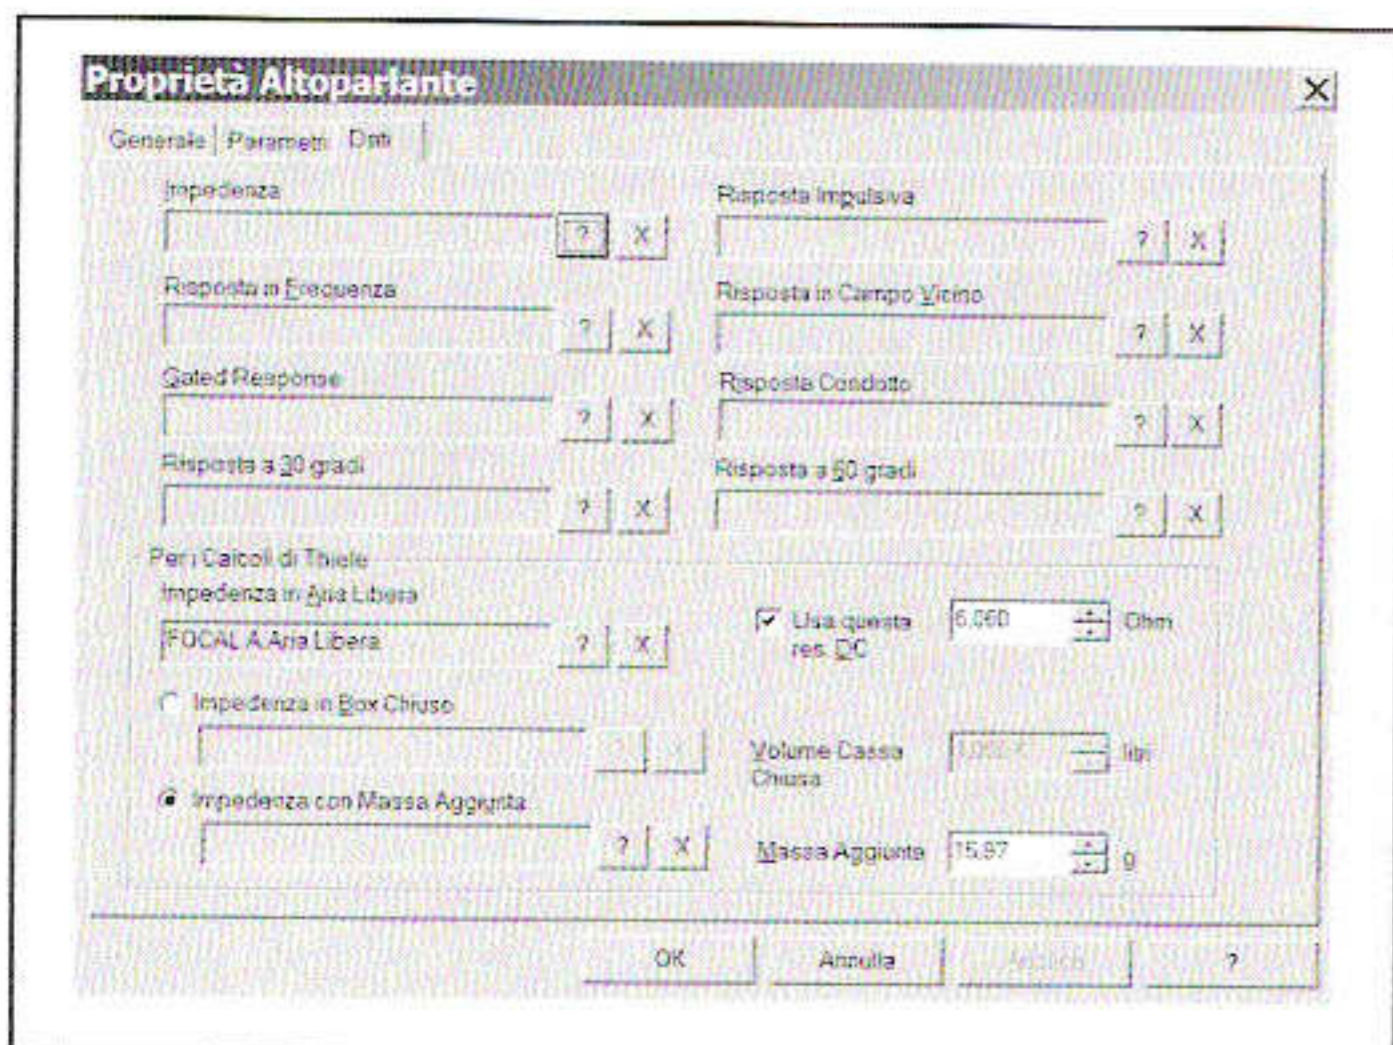 Proprietà Altoparlante
Generale Parametri Dati
Impedenza
? X
Risposta Impulsiva
? X
Risposta in Frequenza
? X
Risposta in Campo Vicino
? X
Gated Response
? X
Risposta Condotto
? X
Risposta a 30 gradi
? X
Risposta a 60 gradi
? X
Per i Calcoli di Thiele
Impedenza in Aria Libera
FOCAL A.Aria Libera
? X
Usa questa
res. DC
6,060
Ohm
Impedenza in Box Chiuso
? X
Volume Cassa
Chiusa
litri
Impedenza con Massa Aggiunta
? X
Massa Aggiunta
15,97
g
OK Annulla Applica ?